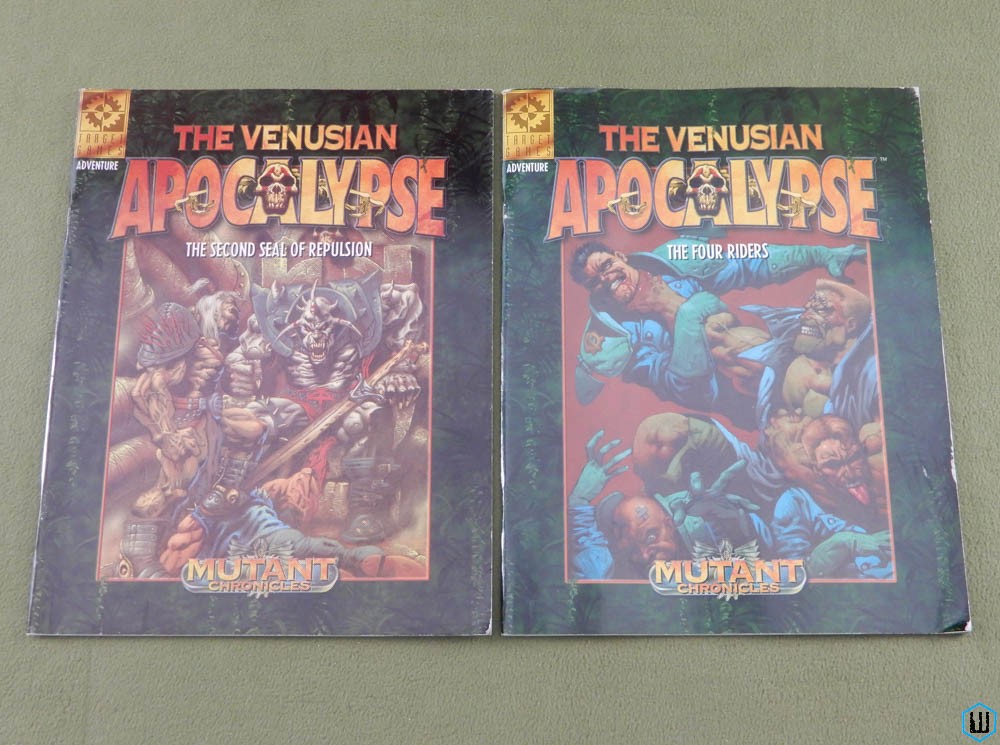 TARGET
GAMES
ADVENTURE
THE VENUSIAN
APOCALYPSE
THE SECOND SEAL OF REPULSION
MUTANT
CHRONICLES
TARGET
GAMES
ADVENTURE
THE VENUSIAN
APOCALYPSE™
THE FOUR RIDERS
MUTANT
CHRONICLES
W